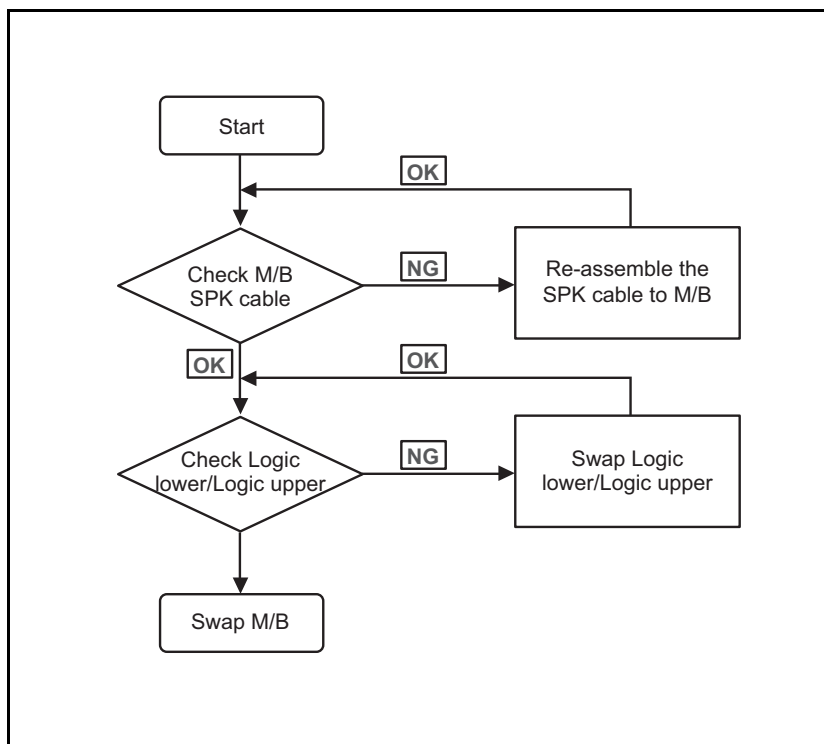 Start
OK
Check M/B
SPK cable
NG
Re-assemble the
SPK cable to M/B
OK
OK
Check Logic
lower/Logic upper
NG
Swap Logic
lower/Logic upper
Swap M/B